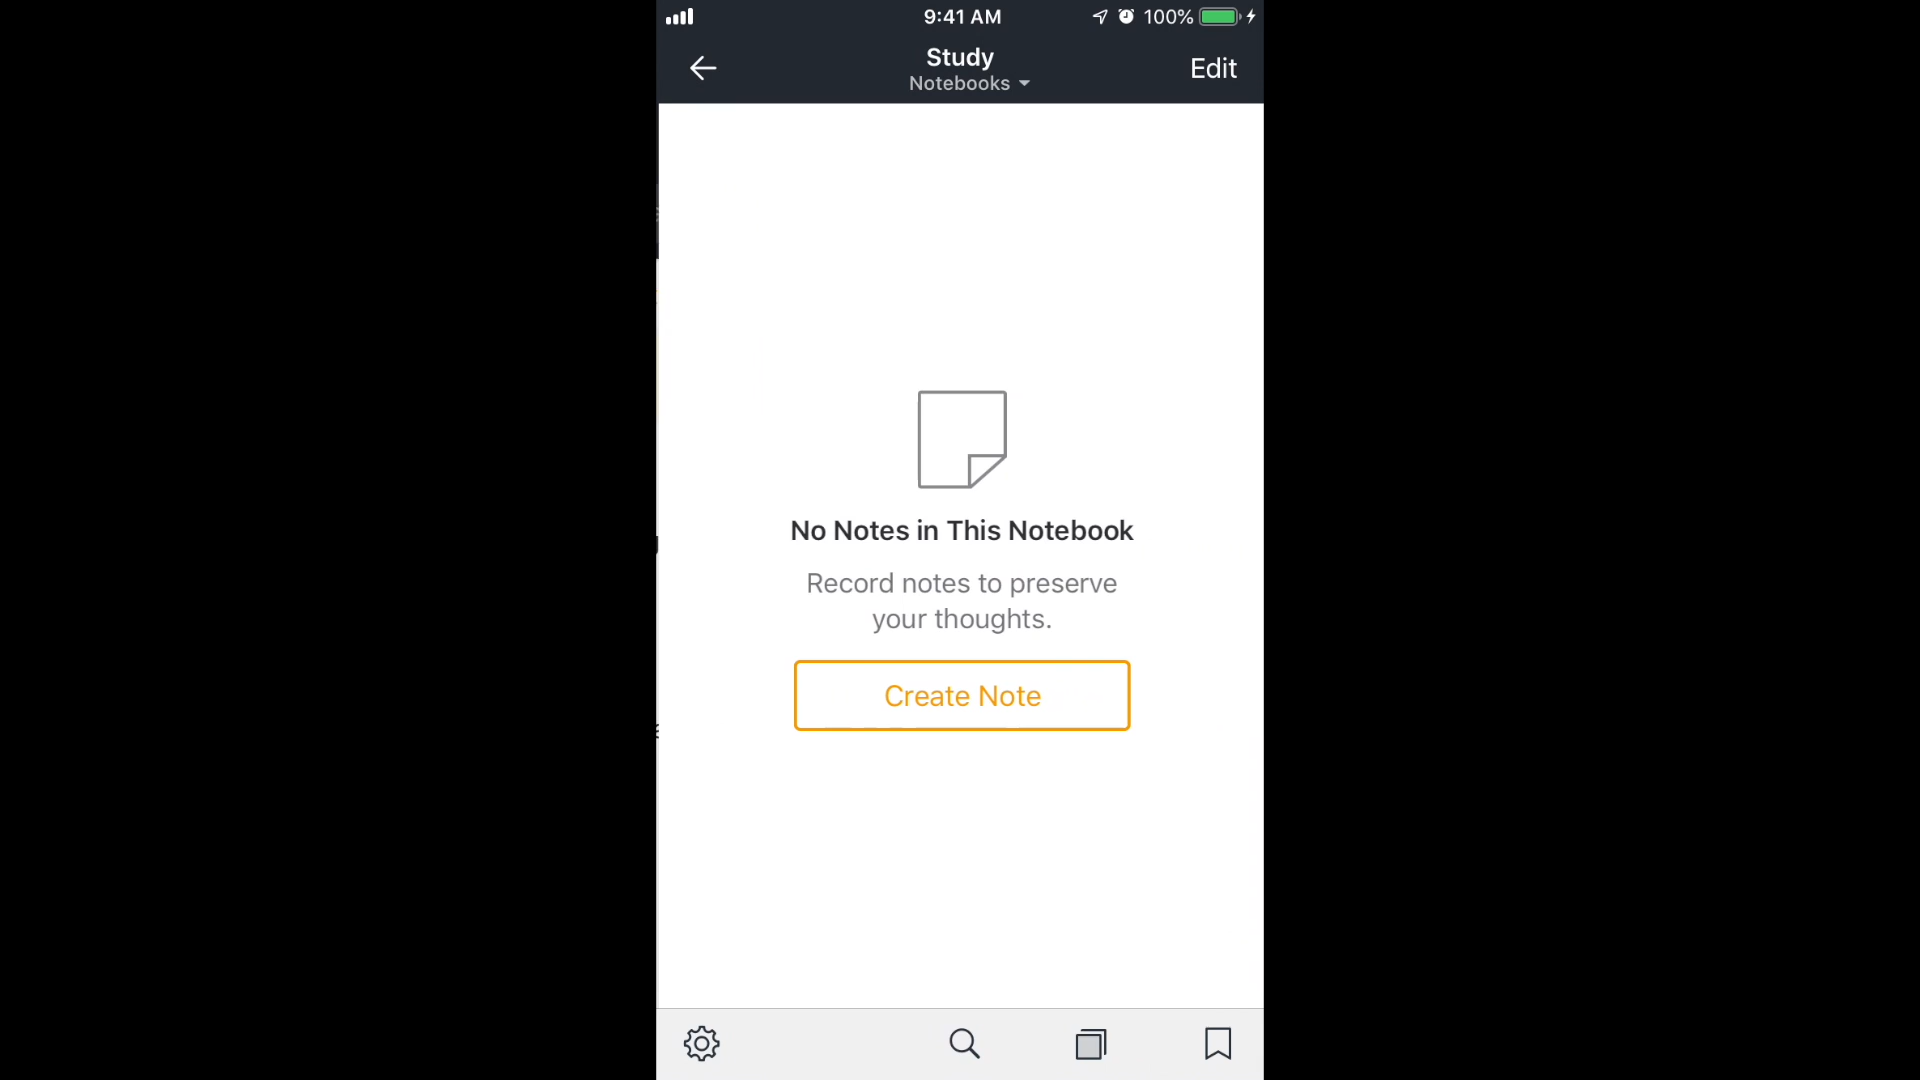 9:41 AM
100%
Study
Notebooks
Edit
No Notes in This Notebook
Record notes to preserve
your thoughts.
Create Note